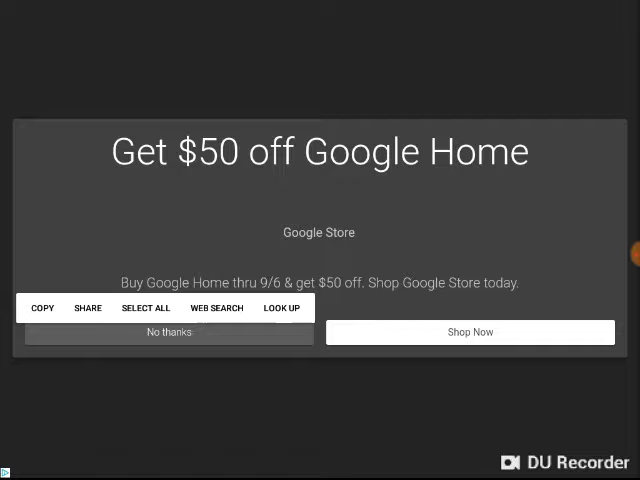 Get $50 off Google Home
Google Store
Buy Google Home thru 9/6 & get $50 off. Shop Google Store today.
COPY SHARE SELECT ALL WEB SEARCH LOOK UP
No thanks Shop Now
DU Recorder